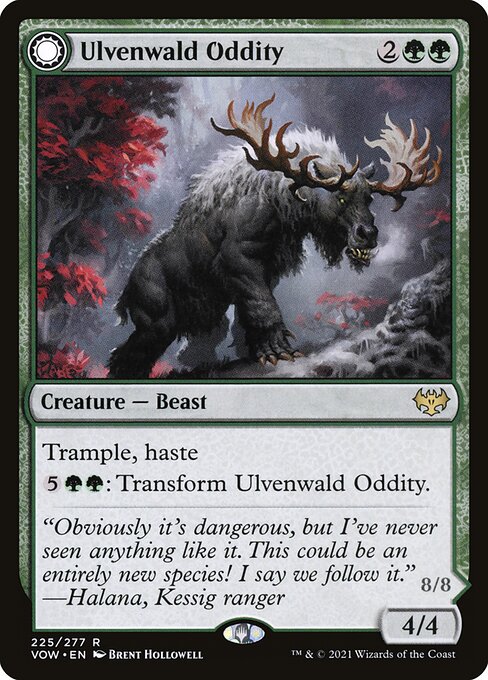 Ulvenwald Oddity 2
Creature — Beast
Trample, haste
5: Transform Ulvenwald Oddity.
“Obviously it’s dangerous, but I’ve never
seen anything like it. This could be an
entirely new species! I say we follow it.”
—Halana, Kessig ranger
8/8
4/4
225/277 R
VOW • EN Brent Hollowell
™ & © 2021 Wizards of the Coast